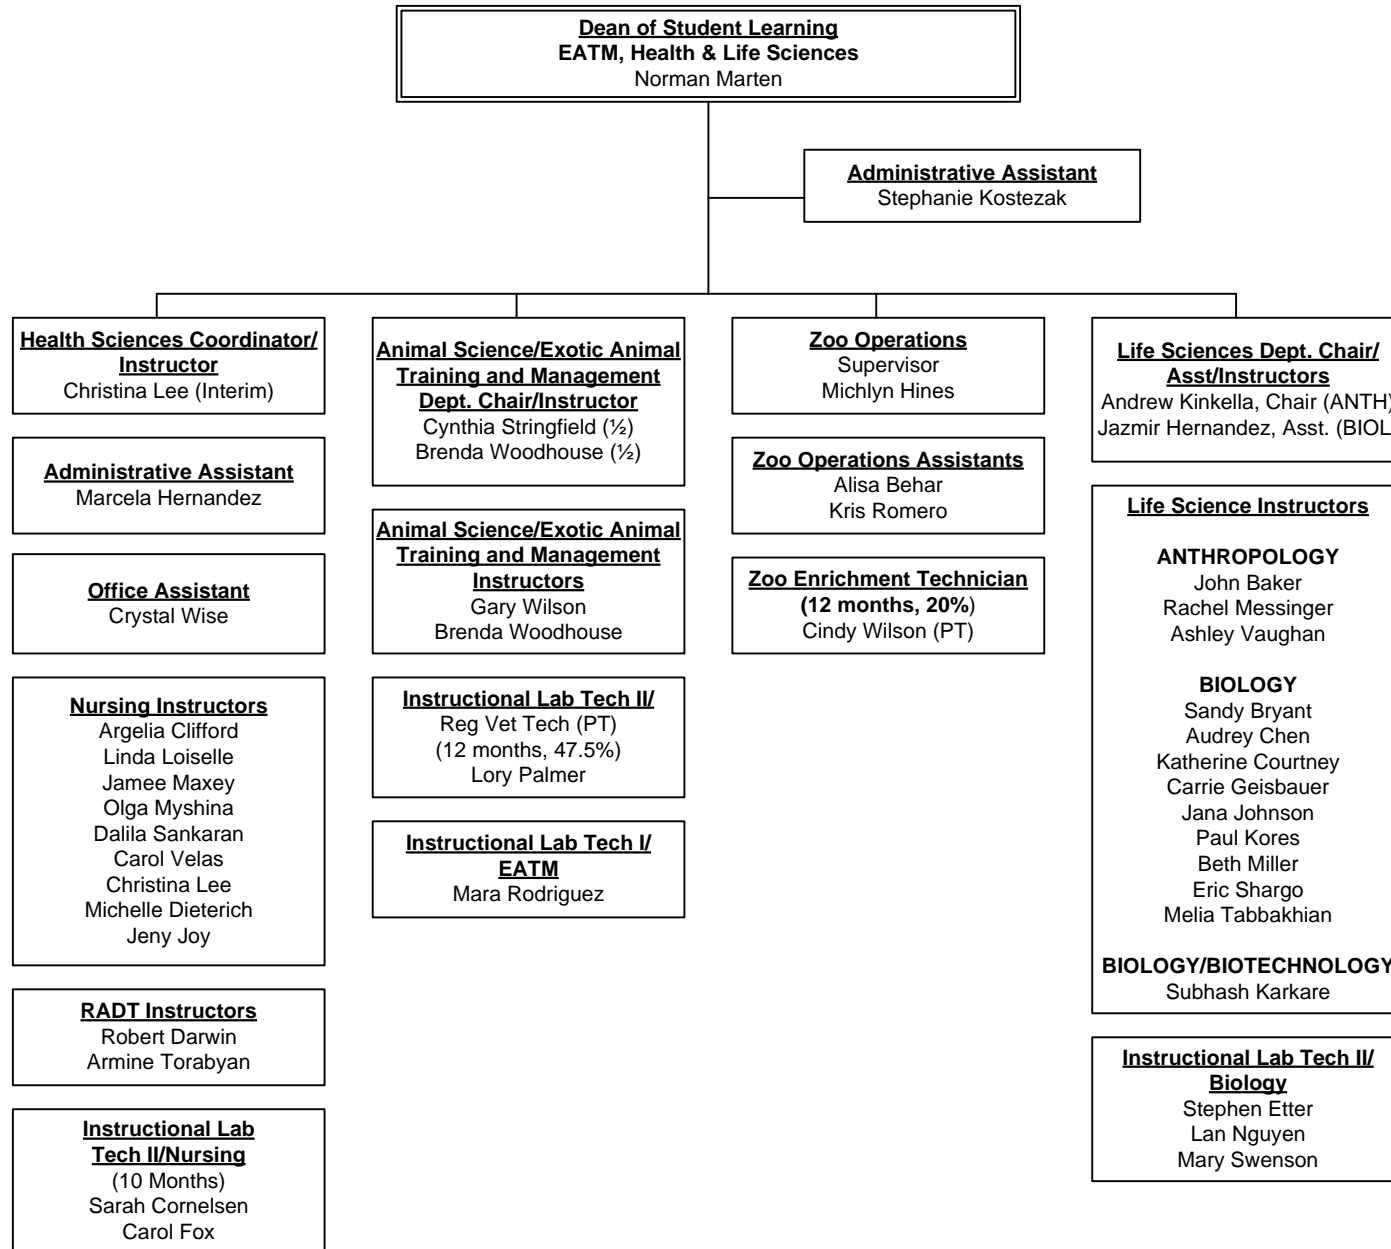 Dean of Student Learning
EATM, Health & Life Sciences
Norman Marten
Administrative Assistant
Stephanie Kostezak
Health Sciences Coordinator/
Instructor
Christina Lee (Interim)
Administrative Assistant
Marcela Hernandez
Office Assistant
Crystal Wise
Nursing Instructors
Argelia Clifford
Linda Loiselle
Jamee Maxey
Olga Myshina
Dalila Sankaran
Carol Velas
Christina Lee
Michelle Dieterich
Jeny Joy
RADT Instructors
Robert Darwin
Armine Torabyan
Instructional Lab
Tech II/Nursing
(10 Months)
Sarah Cornelsen
Carol Fox
Animal Science/Exotic Animal
Training and Management
Dept. Chair/Instructor
Cynthia Stringfield (½)
Brenda Woodhouse (½)
Animal Science/Exotic Animal
Training and Management
Instructors
Gary Wilson
Brenda Woodhouse
Instructional Lab Tech II/
Reg Vet Tech (PT)
(12 months, 47.5%)
Lory Palmer
Instructional Lab Tech I/
EATM
Mara Rodriguez
Zoo Operations
Supervisor
Michlyn Hines
Zoo Operations Assistants
Alisa Behar
Kris Romero
Zoo Enrichment Technician
(12 months, 20%)
Cindy Wilson (PT)
Life Sciences Dept. Chair/
Asst/Instructors
Andrew Kinkella, Chair (ANTH)
Jazmir Hernandez, Asst. (BIOL
Life Science Instructors
ANTHROPOLOGY
John Baker
Rachel Messinger
Ashley Vaughan
BIOLOGY
Sandy Bryant
Audrey Chen
Katherine Courtney
Carrie Geisbauer
Jana Johnson
Paul Kores
Beth Miller
Eric Shargo
Melia Tabbakhian
BIOLOGY/BIOTECHNOLOGY
Subhash Karkare
Instructional Lab Tech II/
Biology
Stephen Etter
Lan Nguyen
Mary Swenson